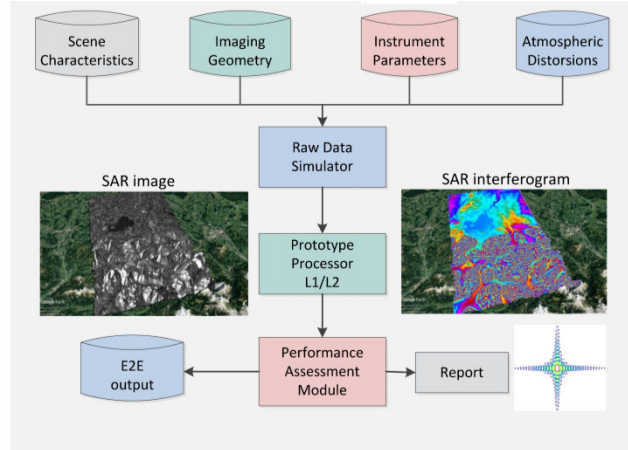 Scene
Characteristics
Imaging
Geometry
Instrument
Parameters
Atmospheric
Distorsions
Raw Data
Simulator
SAR image
SAR interferogram
Prototype
Processor
L1/L2
E2E
output
Performance
Assessment
Module
Report